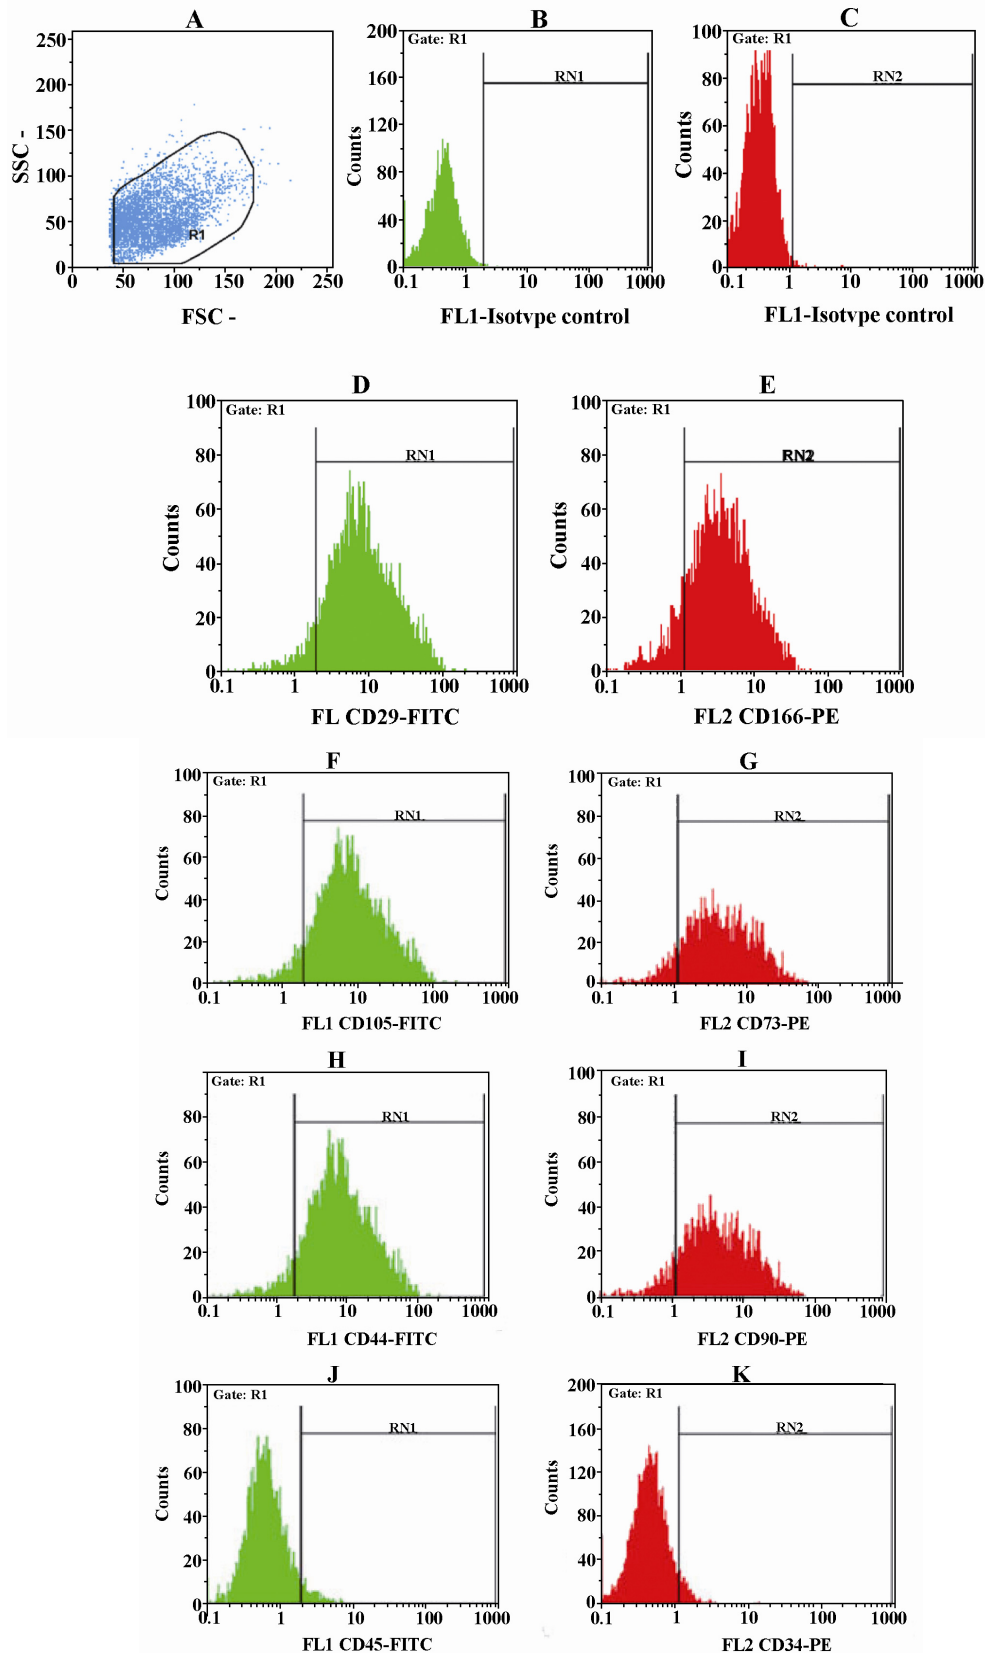 A
250
200
150
100
50
0
SSC -
R1
0 50 100 150 200 250
FSC -
B
Gate: R1
RN1
200
160
120
80
40
0
Counts
0.1 1 10 100 1000
FL1-Isotvpe control
C
Gate: R1
RN2
100
80
60
40
20
0
Counts
0.1 1 10 100 1000
FL1-Isotvpe control
D
Gate: R1
RN1
100
80
60
40
20
0
Counts
0.1 1 10 100 1000
FL CD29-FITC
E
Gate: R1
RN2
100
80
60
40
20
0
Counts
0.1 1 10 100 1000
FL2 CD166-PE
F
Gate: R1
RN1
100
80
60
40
20
0
Counts
0.1 1 10 100 1000
FL1 CD105-FITC
G
Gate: R1
RN2
100
80
60
40
20
0
Counts
0.1 1 10 100 1000
FL2 CD73-PE
H
Gate: R1
RN1
80
60
40
20
0
Counts
0.1 1 10 100 1000
FL1 CD44-FITC
I
Gate: R1
RN2
100
80
60
40
20
0
Counts
0.1 1 10 100 1000
FL2 CD90-PE
J
Gate: R1
RN1
100
80
60
40
20
0
Counts
0.1 1 10 100 1000
FL1 CD45-FITC
K
Gate: R1
RN2
200
160
120
80
40
0
Counts
0.1 1 10 100 1000
FL2 CD34-PE